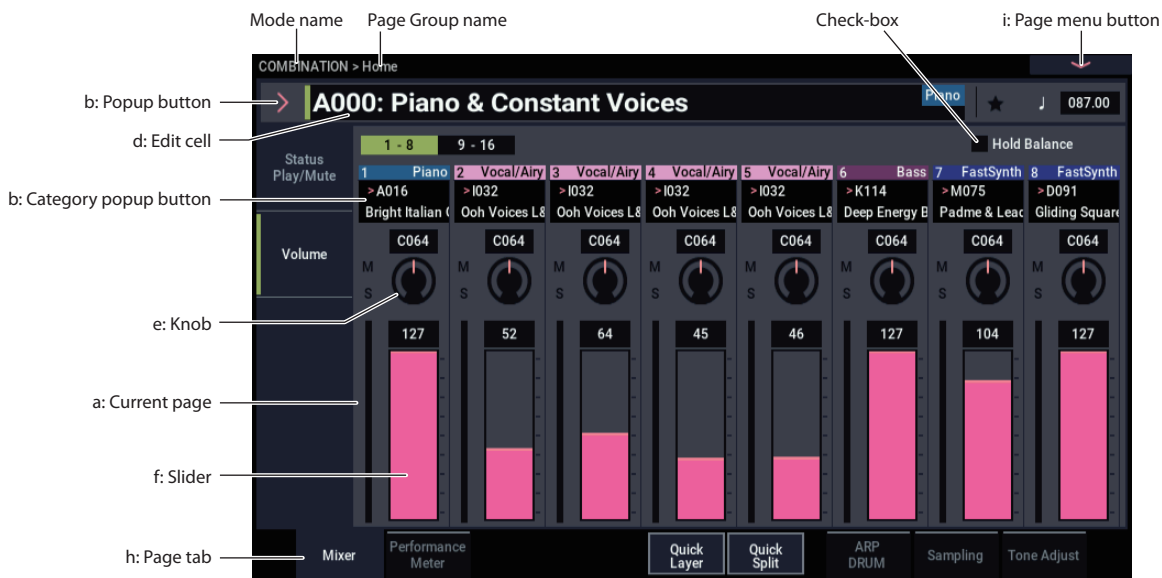 Mode name Page Group name Check-box i: Page menu button
COMBINATION > Home
b: Popup button
A000: Piano & Constant Voices Piano ♩ 087.00
d: Edit cell
1 - 8 9 - 16 Hold Balance
Status
Play/Mute
1 Piano 2 Vocal/Airy 3 Vocal/Airy 4 Vocal/Airy 5 Vocal/Airy 6 Bass 7 FastSynth 8 FastSynth
b: Category popup button
>A016 >I032 >I032 >I032 >I032 >K114 >M075 >D091
Bright Italian Ooh Voices L& Ooh Voices L& Ooh Voices L& Ooh Voices L& Deep Energy B Padme & Lead Gliding Square
Volume
C064 C064 C064 C064 C064 C064 C064 C064
M M M M M M M M
S S S S S S S S
e: Knob
127 52 64 45 46 127 104 127
a: Current page
f: Slider
h: Page tab
Mixer
Performance
Meter
Quick
Layer
Quick
Split
ARP
DRUM
Sampling
Tone Adjust